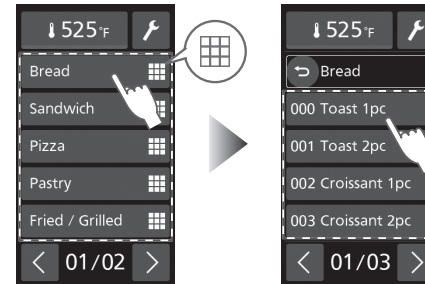 525°F
Bread
Sandwich
Pizza
Pastry
Fried / Grilled
01/02
525°F
Bread
000 Toast 1pc
001 Toast 2pc
002 Croissant 1pc
003 Croissant 2pc
01/03